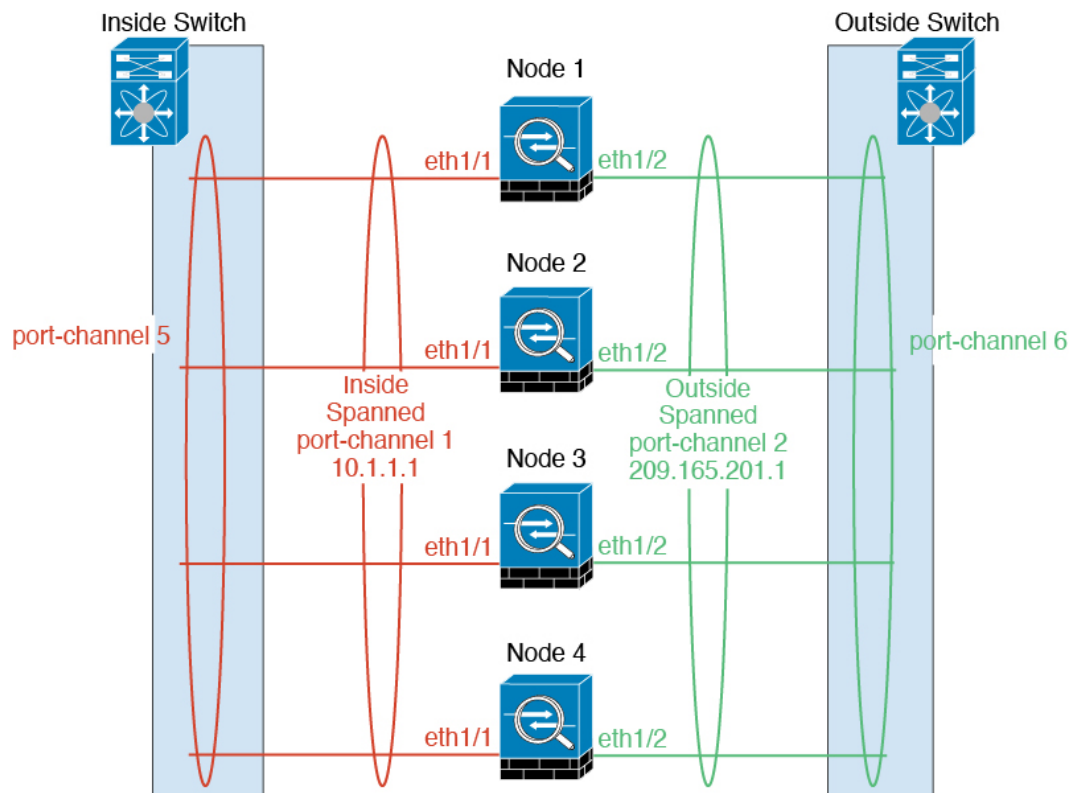 Inside Switch
Outside Switch
Node 1
eth1/1
eth1/2
Node 2
port-channel 5
eth1/1
eth1/2
port-channel 6
Inside
Spanned
port-channel 1
10.1.1.1
Outside
Spanned
port-channel 2
209.165.201.1
Node 3
eth1/1
eth1/2
Node 4
eth1/1
eth1/2